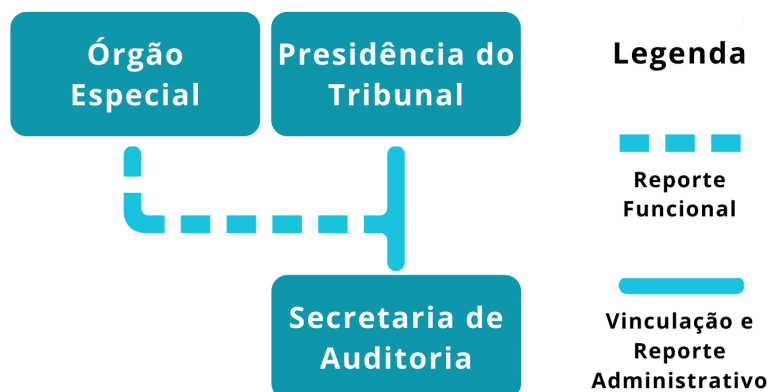 Órgão
Especial
Presidência do
Tribunal
Secretaria de
Auditoria
Legenda
Reporte
Funcional
Vinculação e
Reporte
Administrativo